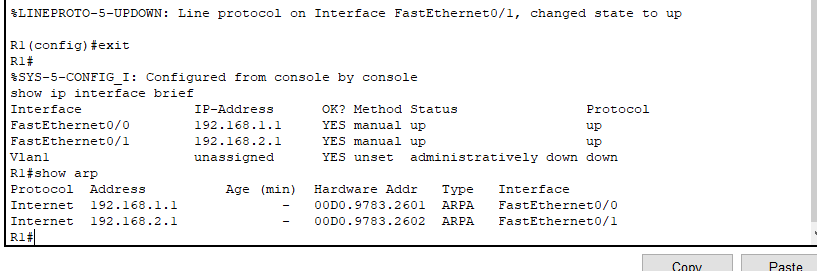 %LINEPROTO-5-UPDOWN: Line protocol on Interface FastEthernet0/1, changed state to up
R1(config)#exit
R1#
%SYS-5-CONFIG_I: Configured from console by console
show ip interface brief
Interface              IP-Address      OK? Method Status                Protocol
FastEthernet0/0        192.168.1.1     YES manual up                    up
FastEthernet0/1        192.168.2.1     YES manual up                    up
Vlan1                  unassigned      YES unset  administratively down down
R1#show arp
Protocol  Address          Age (min)  Hardware Addr   Type   Interface
Internet  192.168.1.1             -   00D0.9783.2601  ARPA   FastEthernet0/0
Internet  192.168.2.1             -   00D0.9783.2602  ARPA   FastEthernet0/1
R1#
Copy Paste